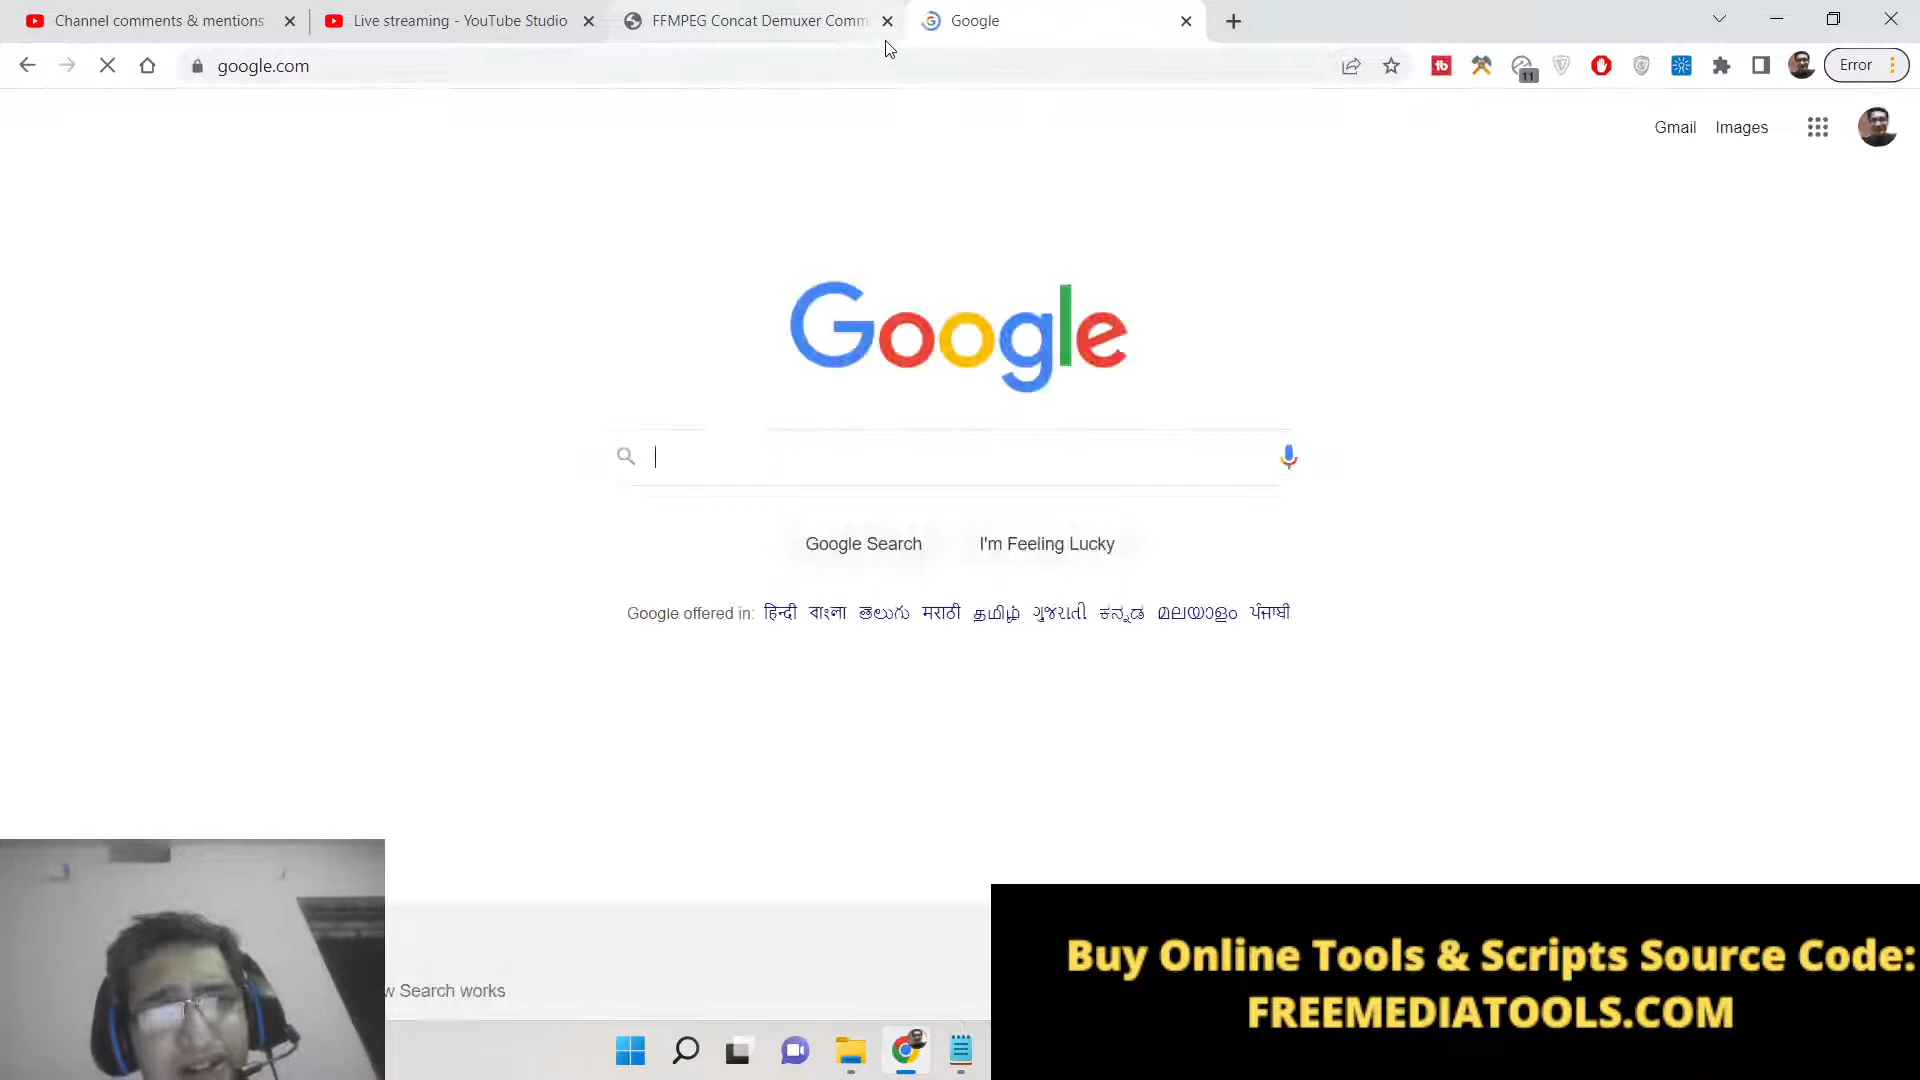 Channel comments & mentions
Live streaming - YouTube Studio
FFMPEG Concat Demuxer Comm
Google
google.com
11
Error
Gmail Images
Google
Google Search I'm Feeling Lucky
Google offered in: हिन्दी বাংলা తెలుగు मराठी தமிழ் ગુજરાતી ಕನ್ನಡ മലയാളം ਪੰਜਾਬੀ
w Search works
Buy Online Tools & Scripts Source Code:
FREEMEDIATOOLS.COM